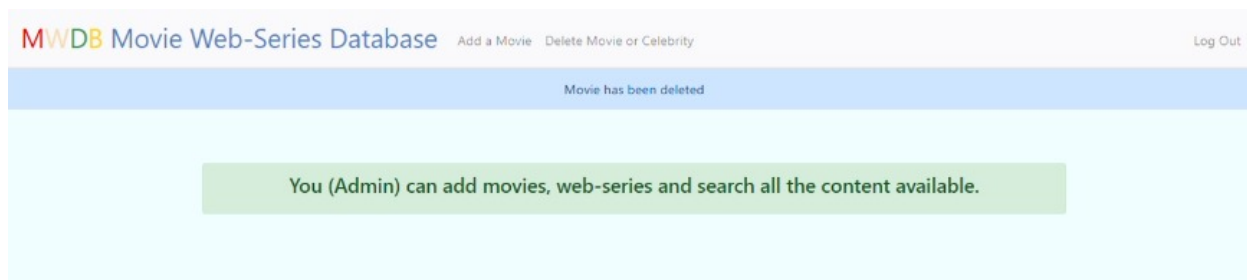 MWDB Movie Web-Series Database Add a Movie Delete Movie or Celebrity Log Out
Movie has been deleted
You (Admin) can add movies, web-series and search all the content available.